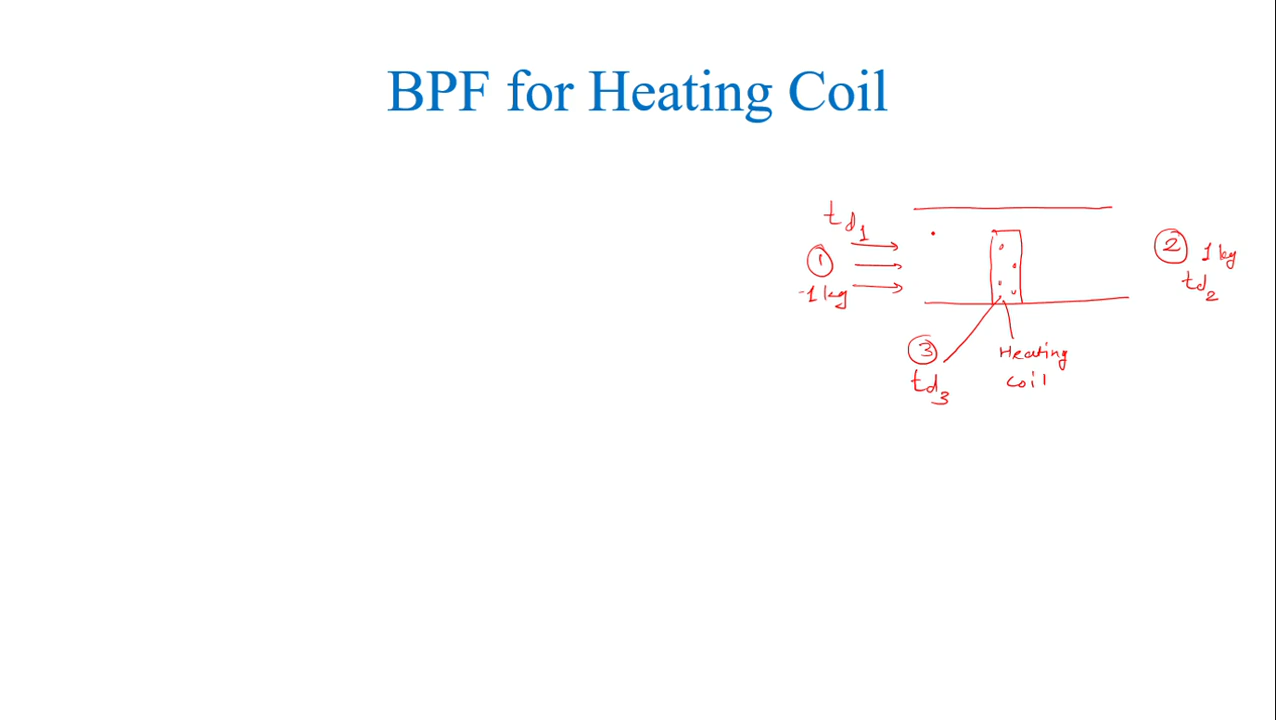 BPF for Heating Coil
td1
1
1 kg
2 1 kg
td2
3
td3
Heating
coil